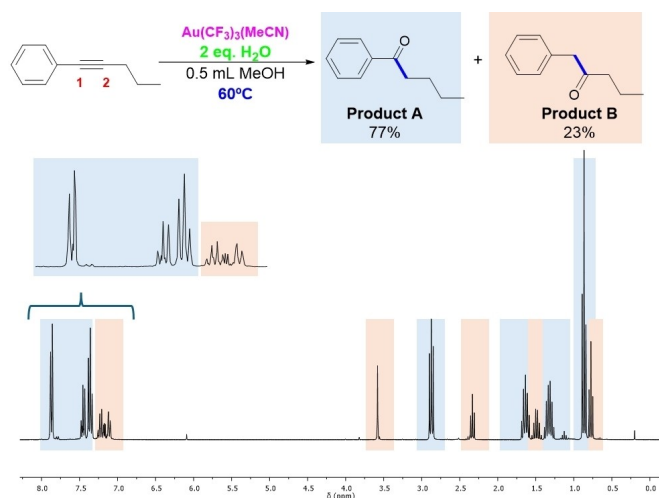 Au(CF₃)₃(MeCN)
2 eq. H₂O
0.5 mL MeOH
60ºC
1 2
O
+
O
Product A
77%
Product B
23%
8.0 7.5 7.0 6.5 6.0 5.5 5.0 4.5 4.0 3.5 3.0 2.5 2.0 1.5 1.0 0.5 0.0
δ (ppm)